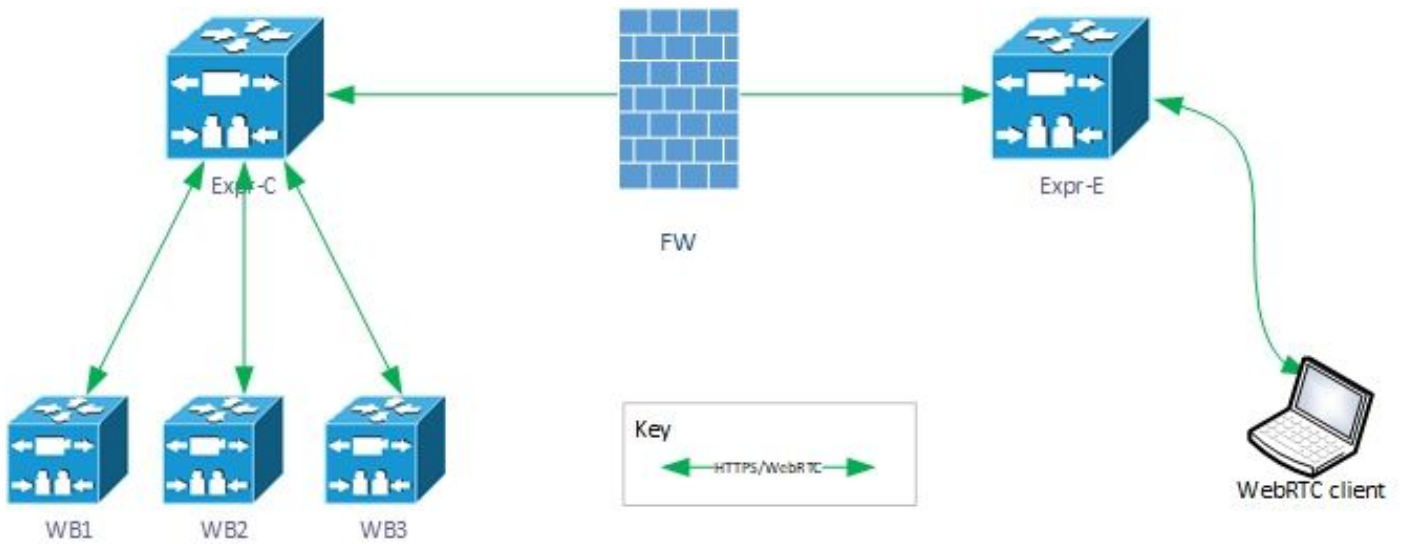 Expr-C
Expr-E
FW
Key
HTTPS/WebRTC
WebRTC client
WB1
WB2
WB3